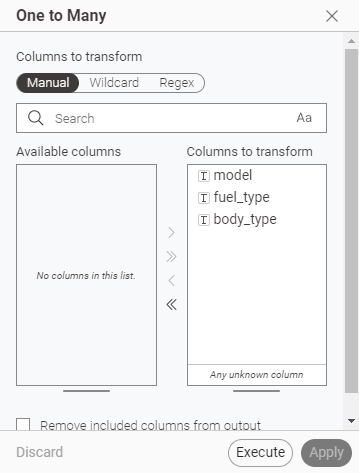 One to Many
Columns to transform
Manual Wildcard Regex
Search Aa
Available columns Columns to transform
No columns in this list.
T model
T fuel_type
T body_type
Any unknown column
Remove included columns from output
Discard Execute Apply